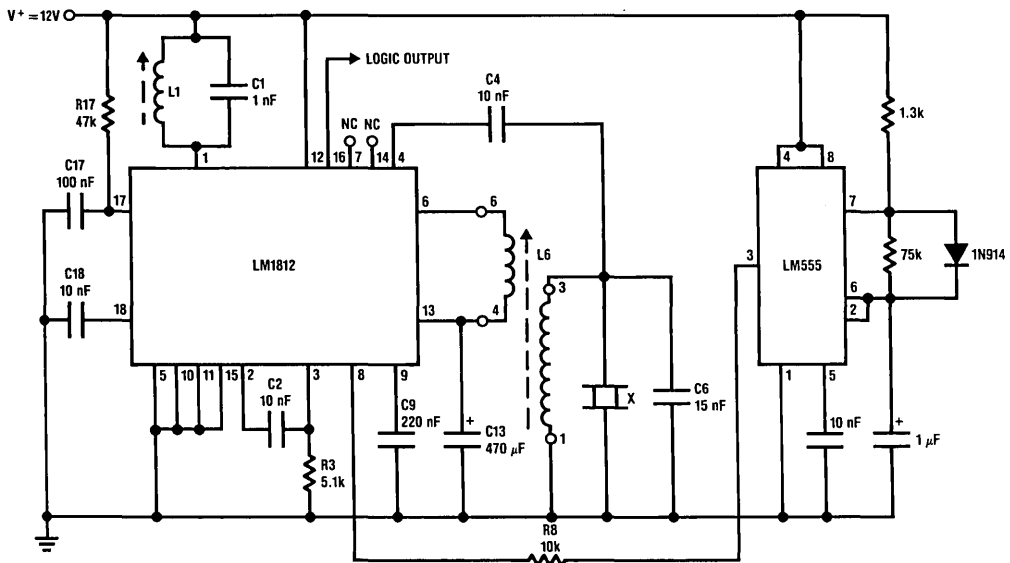 V+ = 12V
LOGIC OUTPUT
C4
10 nF
L1
C1
1 nF
R17
47k
NC NC
1.3k
1
12 16 7 14 4
4 8
C17
100 nF
17
6 6
7
LM1812
L6
3
LM555
75k
1N914
C18
10 nF
3
6
2
18
13
4
5 10 11 15 2 3 8 9
C2
10 nF
C9
220 nF
C13
470 μF
+
X
C6
15 nF
1 5
10 nF
+
1 μF
1
R3
5.1k
R8
10k